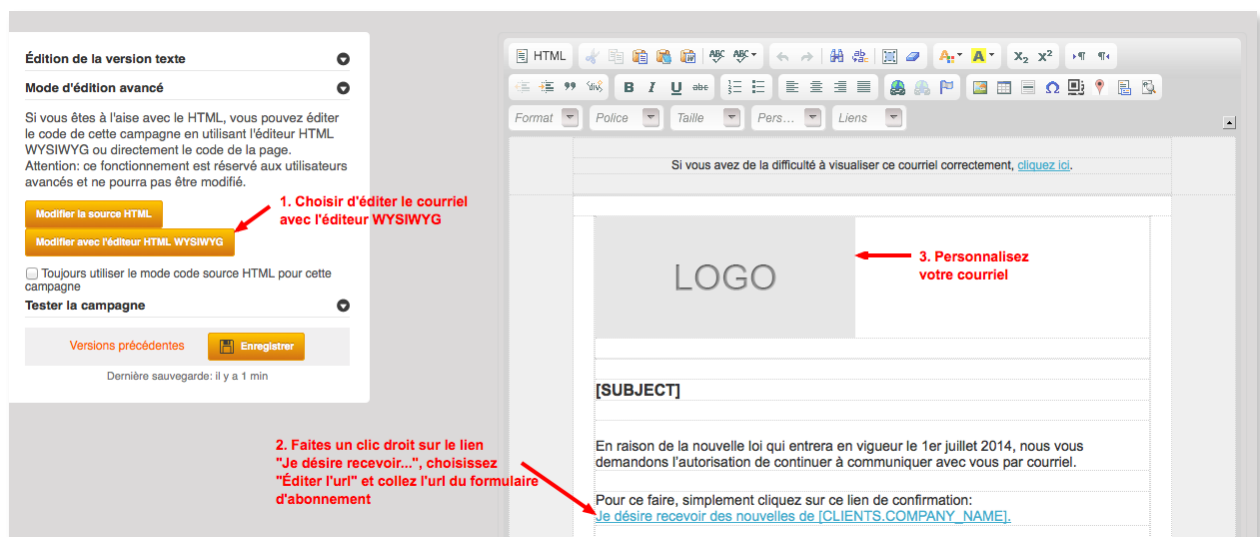 Édition de la version texte
Mode d'édition avancé
Si vous êtes à l'aise avec le HTML, vous pouvez éditer
le code de cette campagne en utilisant l'éditeur HTML
WYSIWYG ou directement le code de la page.
Attention: ce fonctionnement est réservé aux utilisateurs
avancés et ne pourra pas être modifié.
Modifier la source HTML
Modifier avec l'éditeur HTML WYSIWYG
1. Choisir d'éditer le courriel
avec l'éditeur WYSIWYG
Toujours utiliser le mode code source HTML pour cette
campagne
Tester la campagne
Versions précédentes
Enregistrer
Dernière sauvegarde: il y a 1 min
2. Faites un clic droit sur le lien
"Je désire recevoir...", choisissez
"Éditer l'url" et collez l'url du formulaire
d'abonnement
HTML
ABC ABC
A A X2 X2
B I U abc
Format Police Taille Pers... Liens
Si vous avez de la difficulté à visualiser ce courriel correctement, cliquez ici.
LOGO
3. Personnalisez
votre courriel
[SUBJECT]
En raison de la nouvelle loi qui entrera en vigueur le 1er juillet 2014, nous vous
demandons l'autorisation de continuer à communiquer avec vous par courriel.
Pour ce faire, simplement cliquez sur ce lien de confirmation:
Je désire recevoir des nouvelles de [CLIENTS.COMPANY_NAME].